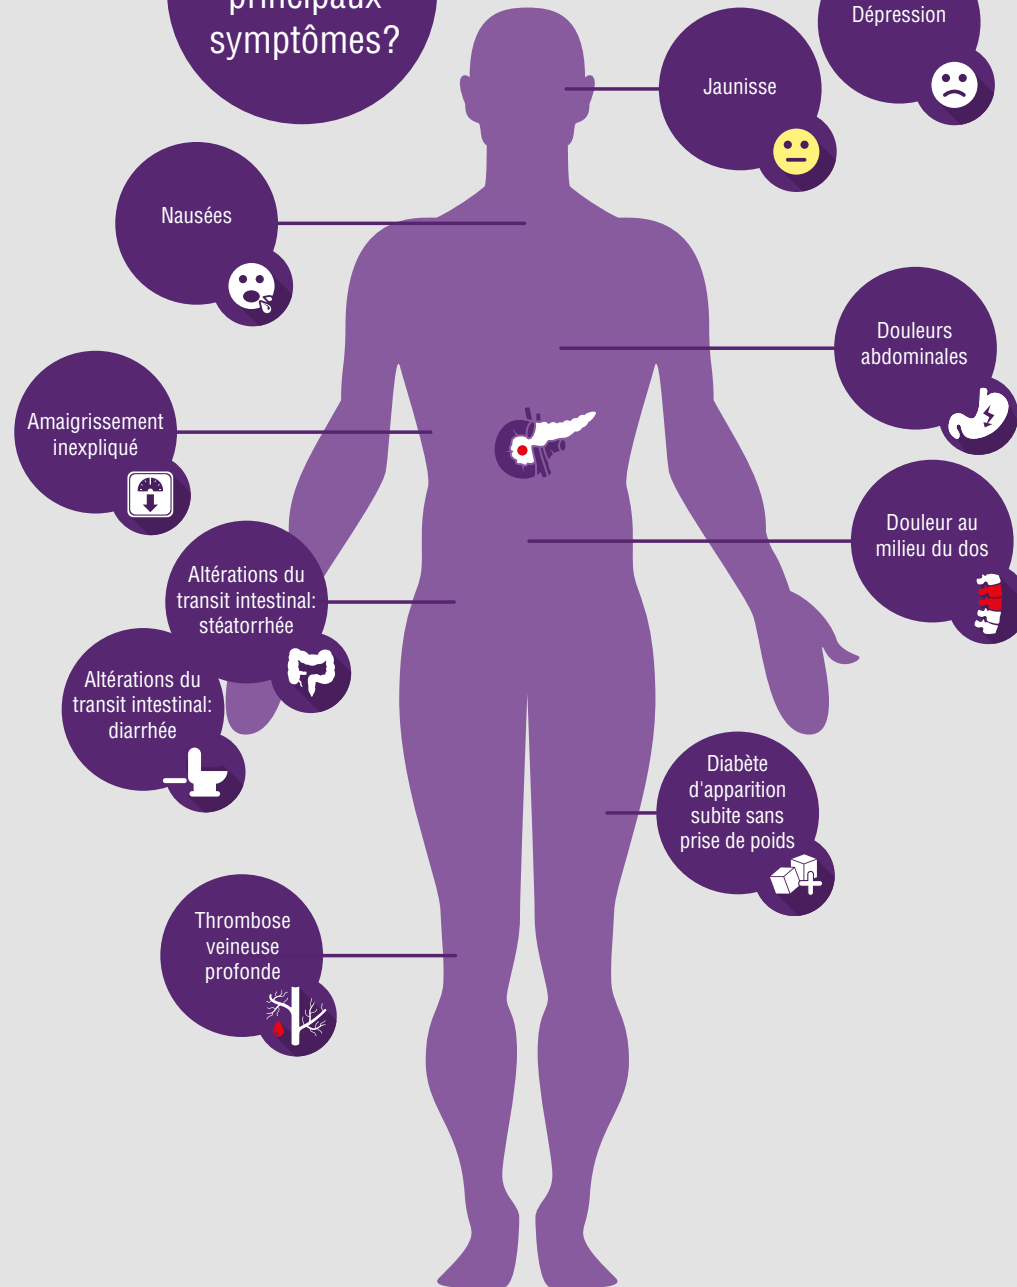 principaux
symptômes?
Dépression
Jaunisse
Nausées
Douleurs
abdominales
Amaigrissement
inexpliqué
Douleur au
milieu du dos
Altérations du
transit intestinal:
stéatorrhée
Altérations du
transit intestinal:
diarrhée
Diabète
d'apparition
subite sans
prise de poids
Thrombose
veineuse
profonde